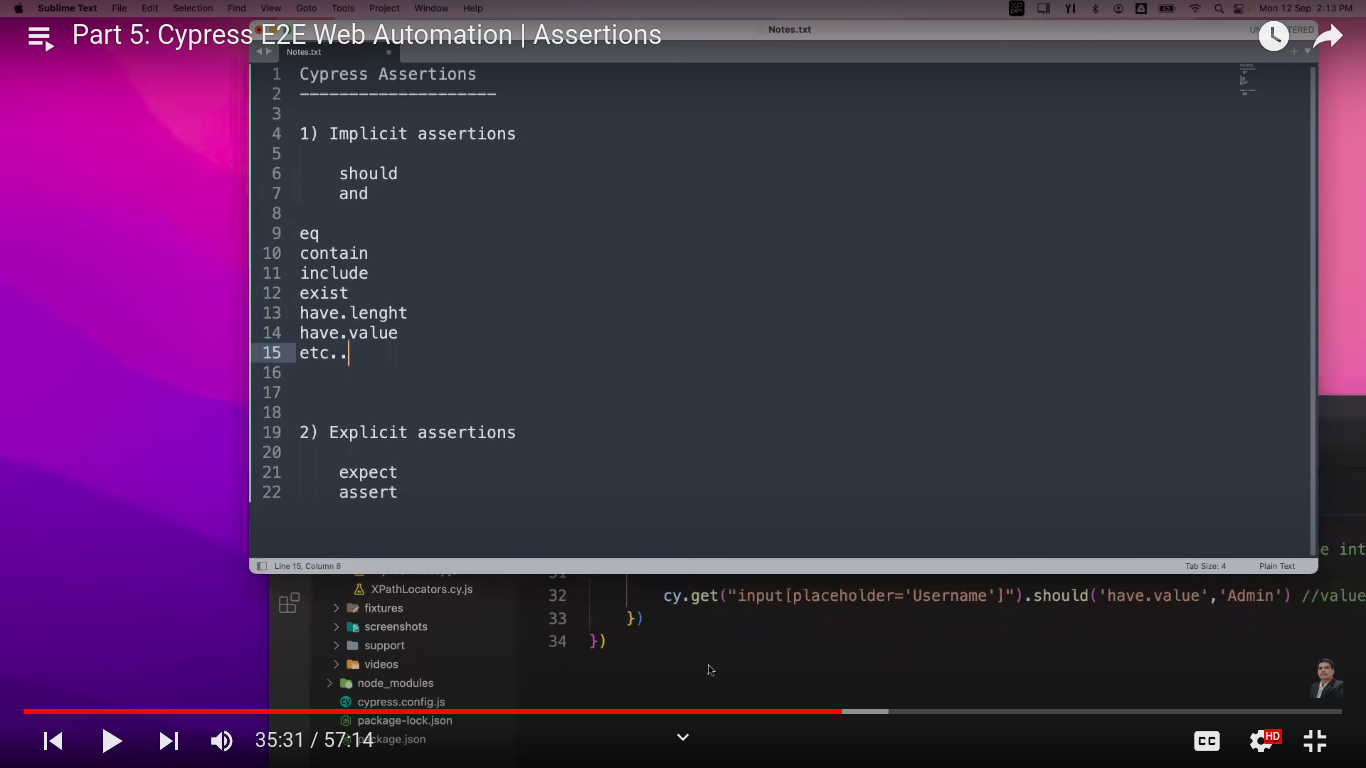 Sublime Text File Edit Selection Find View Goto Tools Project Window Help Mon 12 Sep 2:13 PM
Part 5: Cypress E2E Web Automation | Assertions
Notes.txt
Notes.txt
1 Cypress Assertions
2 --------------------
3
4 1) Implicit assertions
5
6 should
7 and
8
9 eq
10 contain
11 include
12 exist
13 have.lenght
14 have.value
15 etc..
16
17
18
19 2) Explicit assertions
20
21 expect
22 assert
Line 15, Column 6 Tab Size: 4 Plain Text
XPathLocators.cy.js
fixtures
screenshots
support
videos
node_modules
cypress.config.js
package-lock.json
package.json
e int
31
32 cy.get("input[placeholder='Username']").should('have.value','Admin') //value
33 })
34 })
35:31 / 57:14
CC
HD